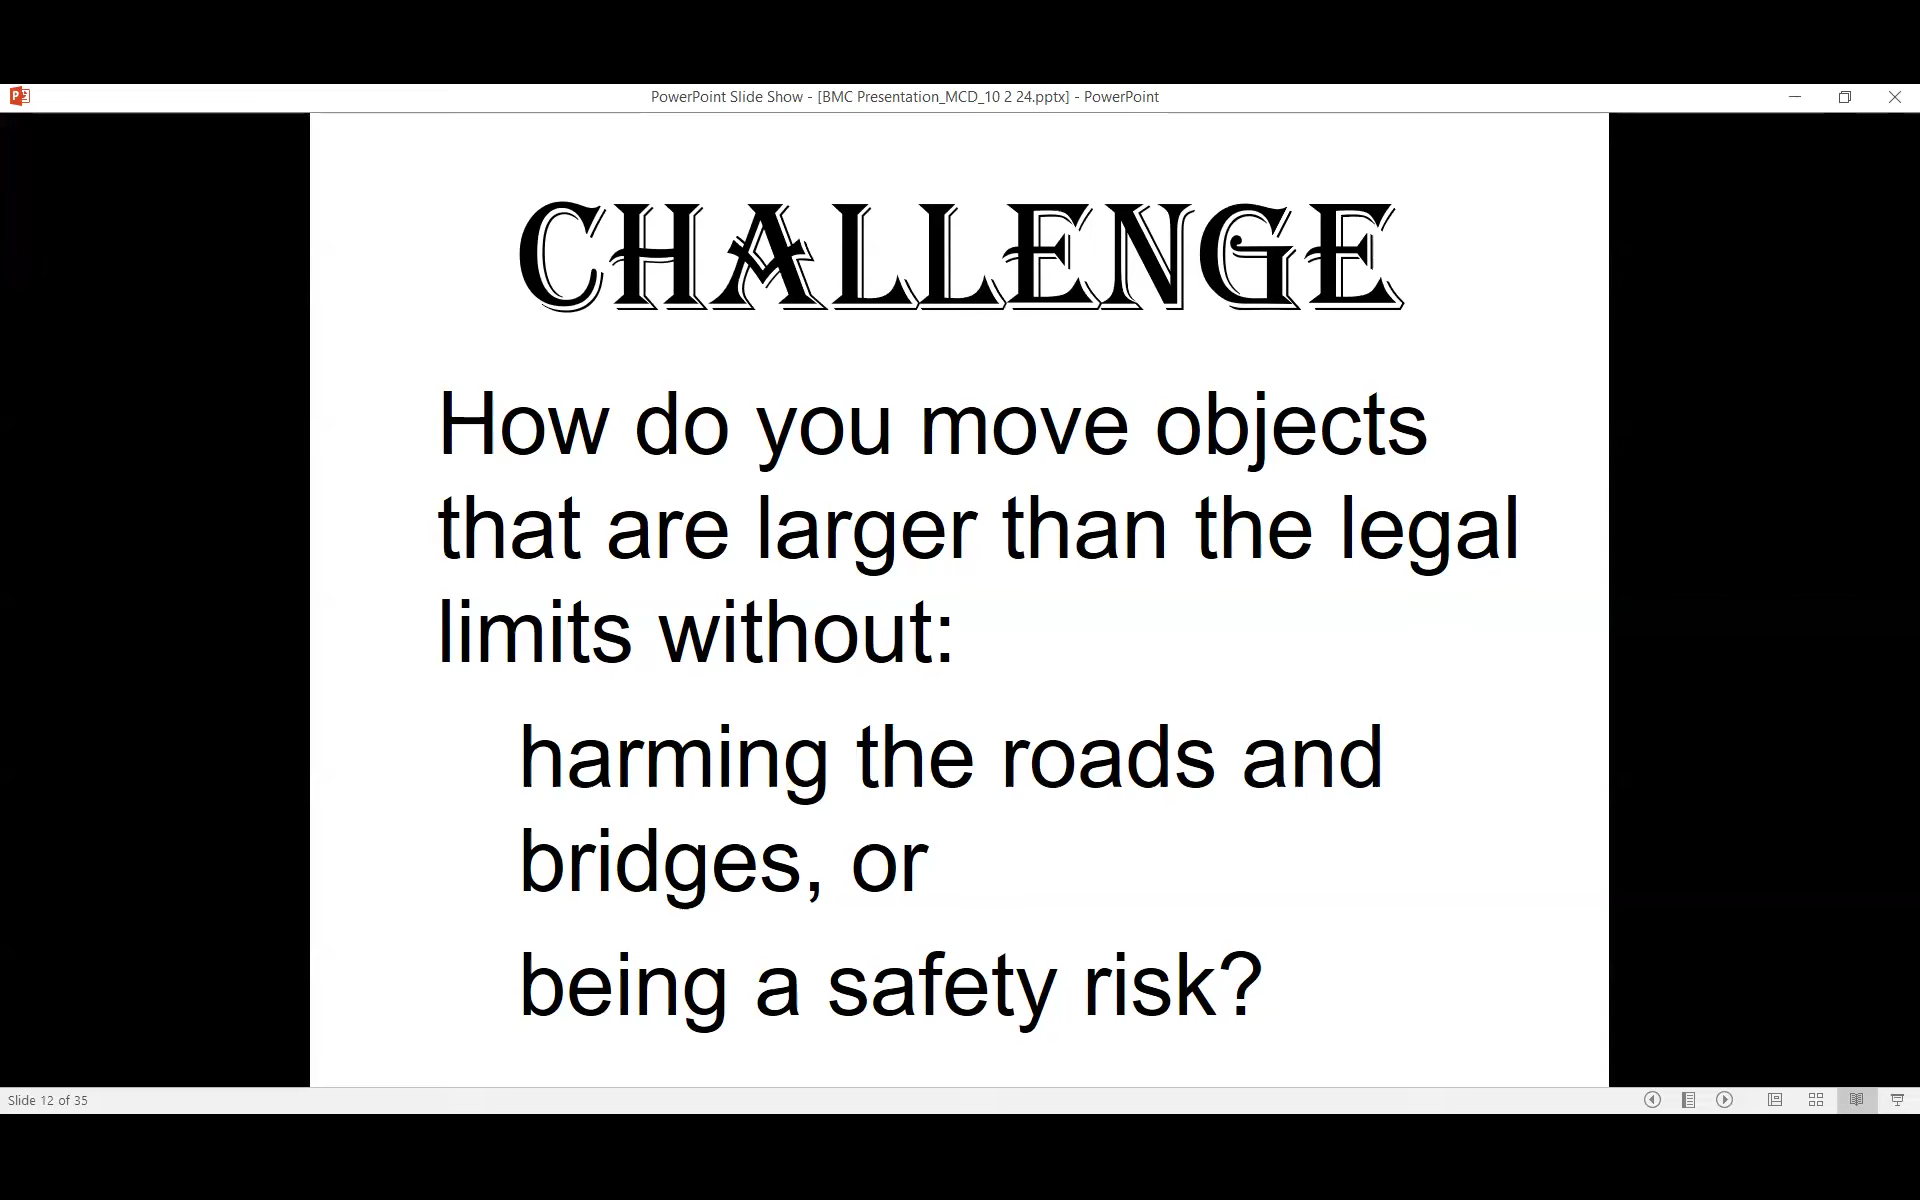 PowerPoint Slide Show - [BMC Presentation_MCD_10 2 24.pptx] - PowerPoint
CHALLENGE
How do you move objects
that are larger than the legal
limits without:
harming the roads and
bridges, or
being a safety risk?
Slide 12 of 35